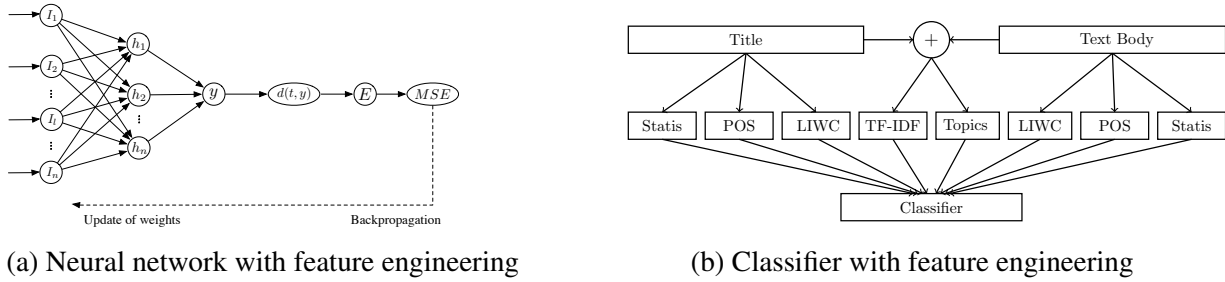 I1
I2
⋮
It
⋮
In
h1
h2
⋮
hn
y
d(t, y)
E
MSE
Update of weights
Backpropagation
(a) Neural network with feature engineering
Title
+
Text Body
Statis
POS
LIWC
TF-IDF
Topics
LIWC
POS
Statis
Classifier
(b) Classifier with feature engineering